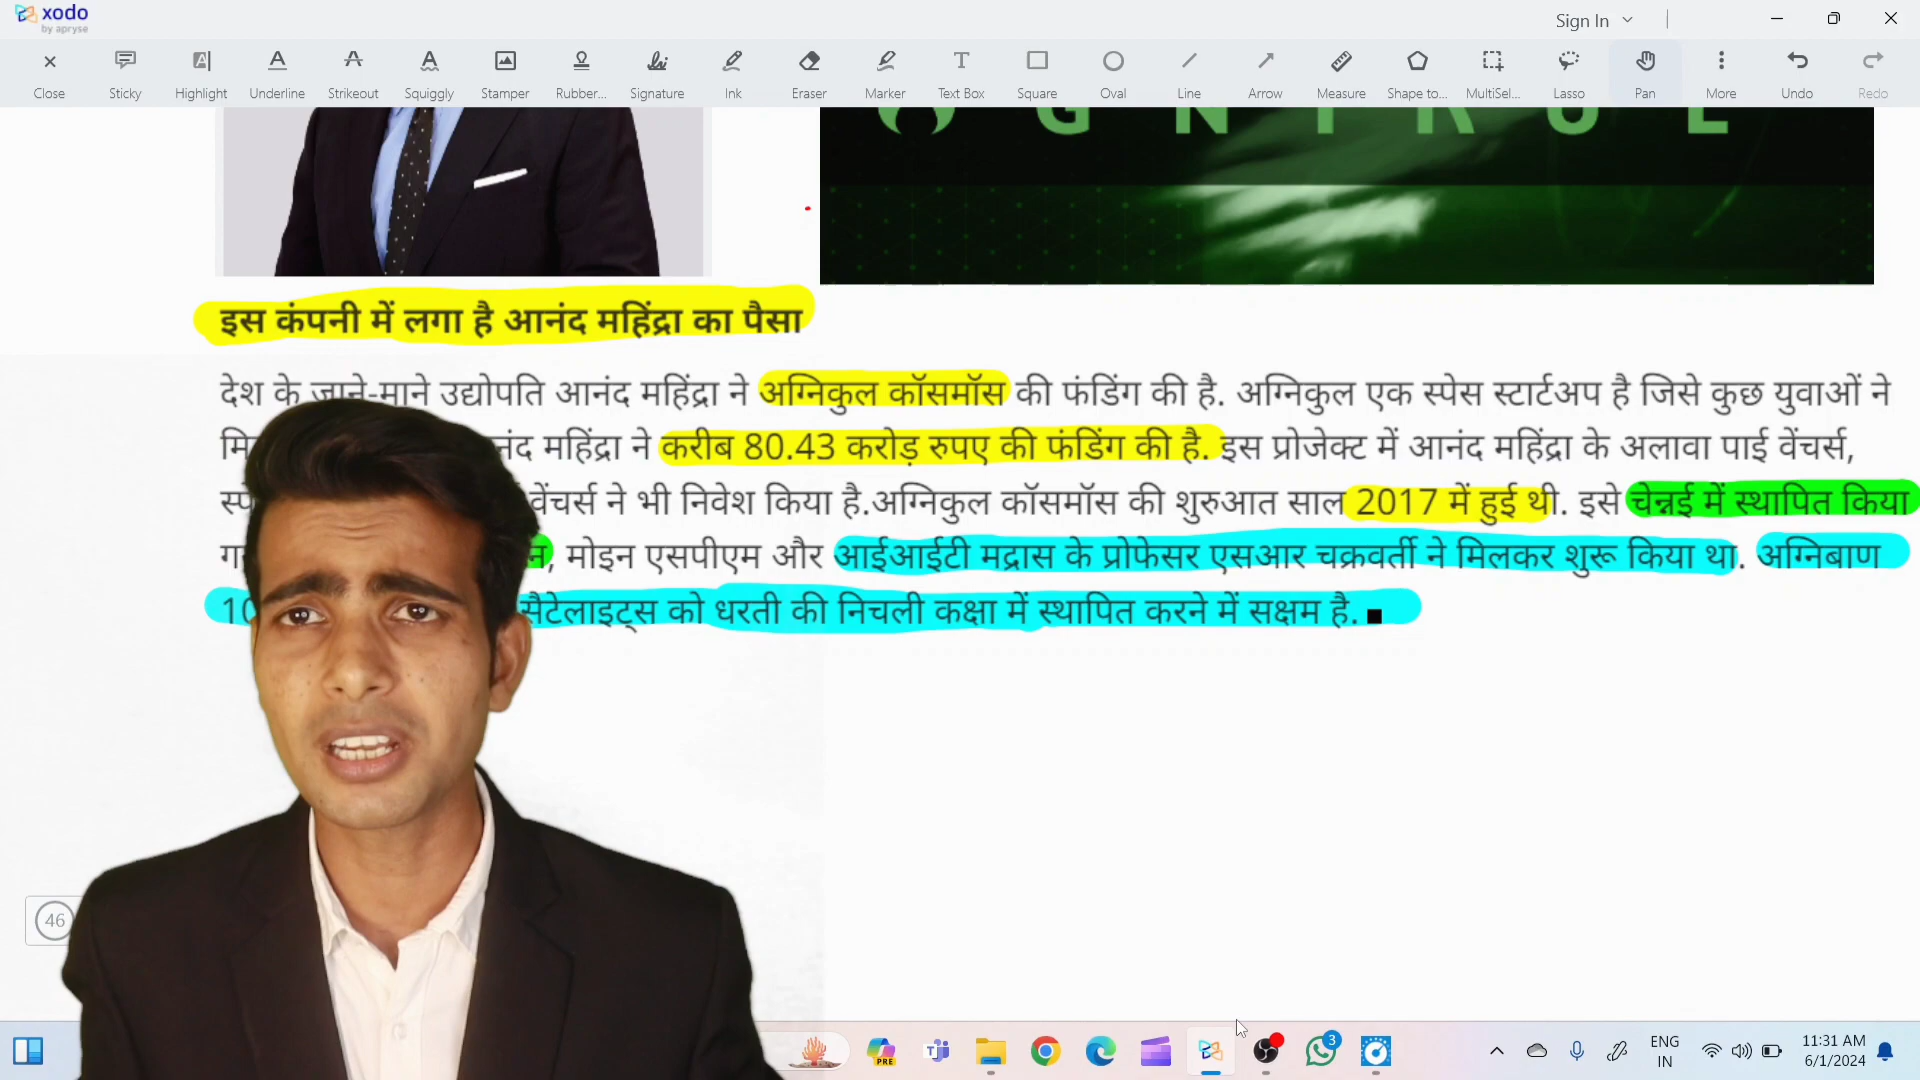 xodo
by apryse
Sign In
Close
Sticky
Highlight
Underline
Strikeout
Squiggly
Stamper
Rubber...
Signature
Ink
Eraser
Marker
Text Box
Square
Oval
Line
Arrow
Measure
Shape to...
MultiSel...
Lasso
Pan
More
Undo
Redo
GNIKUL
इस कंपनी में लगा है आनंद महिंद्रा का पैसा
देश के जाने-माने उद्योपति आनंद महिंद्रा ने अग्निकुल कॉसमॉस की फंडिंग की है. अग्निकुल एक स्पेस स्टार्टअप है जिसे कुछ युवाओं ने
महिंद्रा ने करीब 80.43 करोड़ रुपए की फंडिंग की है. इस प्रोजेक्ट में आनंद महिंद्रा के अलावा पाई वेंचर्स,
वेंचर्स ने भी निवेश किया है.अग्निकुल कॉसमॉस की शुरुआत साल 2017 में हुई थी. इसे चेन्नई में स्थापित किया
मोइन एसपीएम और आईआईटी मद्रास के प्रोफेसर एसआर चक्रवर्ती ने मिलकर शुरू किया था. अग्निबाण
सैटेलाइट्स को धरती की निचली कक्षा में स्थापित करने में सक्षम है.
46
PRE
3
ENG
IN
11:31 AM
6/1/2024